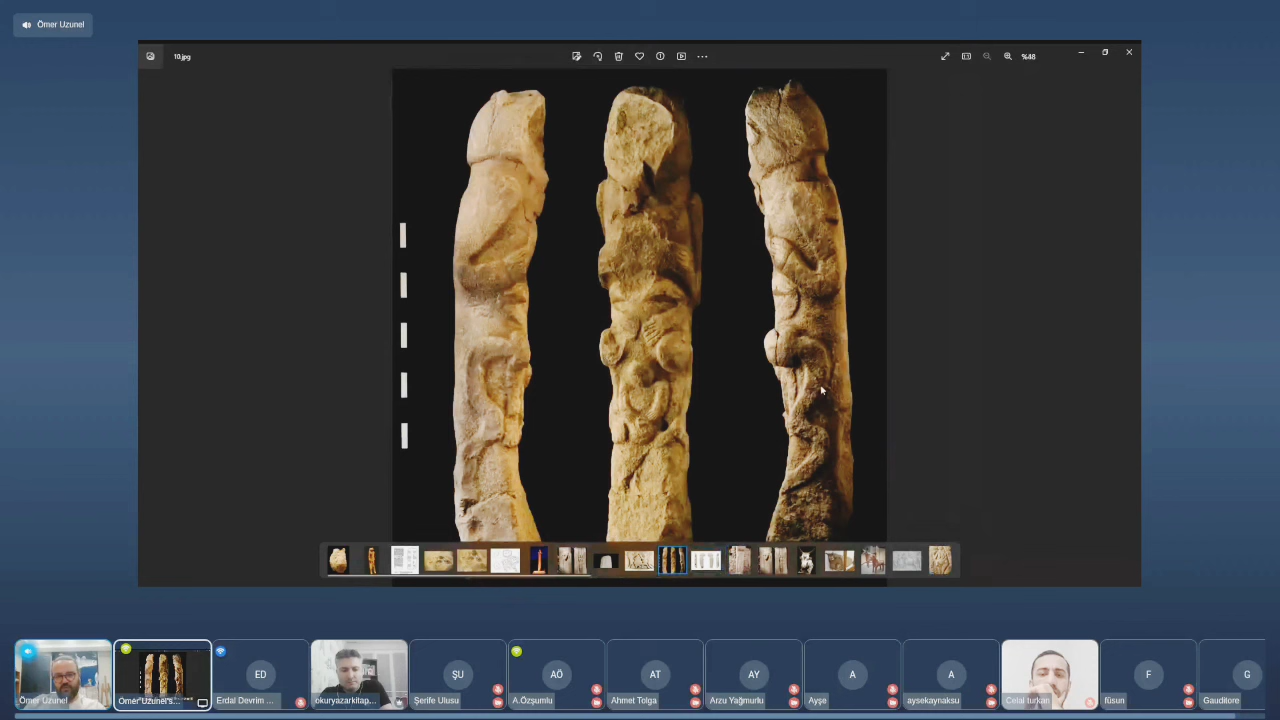 Ömer Uzunel
10.jpg
%48
ED
ŞU
AÖ
AT
AY
A
A
F
G
Ömer Uzunel
Ömer Uzunel's...
Erdal Devrim ...
okuryazarkitap...
Şerife Ulusu
A.Özşumlu
Ahmet Tolga
Arzu Yağmurlu
Ayşe
aysekaynaksu
Celal türkan
füsun
Gauditore